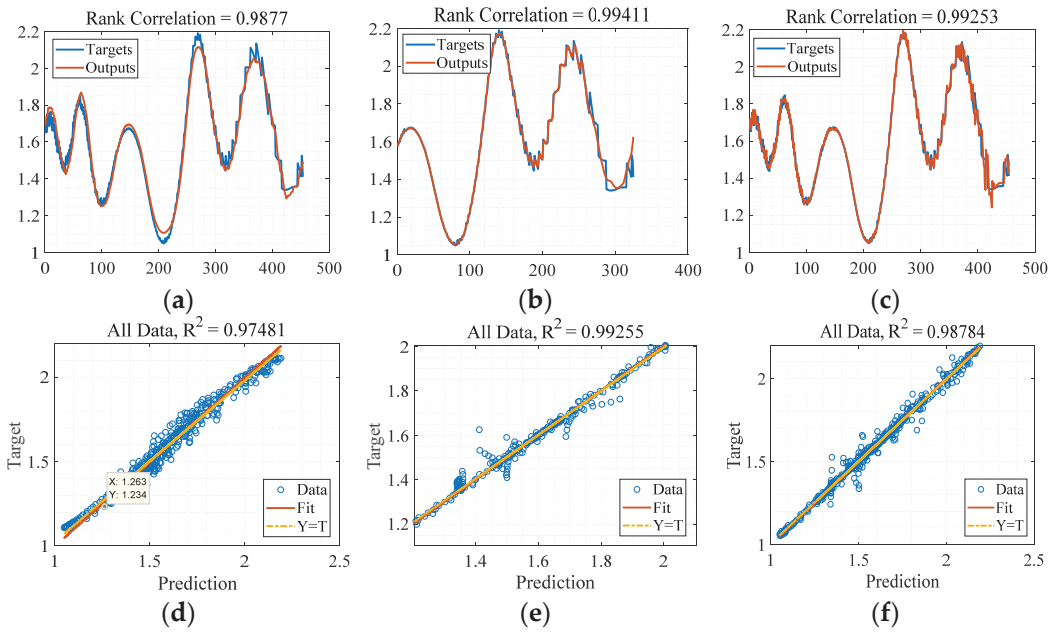 Rank Correlation = 0.9877
2.2
2
1.8
1.6
1.4
1.2
1
Targets
Outputs
0 100 200 300 400 500
(a)
Rank Correlation = 0.99411
2.2
2
1.8
1.6
1.4
1.2
1
Targets
Outputs
0 100 200 300 400
(b)
Rank Correlation = 0.99253
2.2
2
1.8
1.6
1.4
1.2
1
Targets
Outputs
0 100 200 300 400 500
(c)
All Data, R² = 0.97481
Target
2
1.5
1
X: 1.263
Y: 1.234
Data
Fit
Y=T
1 1.5 2 2.5
Prediction
(d)
All Data, R² = 0.99255
Target
2
1.8
1.6
1.4
1.2
Data
Fit
Y=T
1.4 1.6 1.8 2
Prediction
(e)
All Data, R² = 0.98784
Target
2
1.5
1
Data
Fit
Y=T
1 1.5 2 2.5
Prediction
(f)